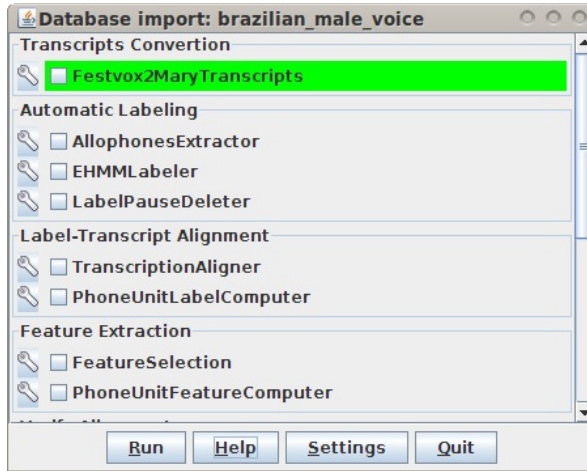 Database import: brazilian_male_voice
Transcripts Convertion
Festvox2MaryTranscripts
Automatic Labeling
AllophonesExtractor
EHMMLabeler
LabelPauseDeleter
Label-Transcript Alignment
TranscriptionAligner
PhoneUnitLabelComputer
Feature Extraction
FeatureSelection
PhoneUnitFeatureComputer
Run Help Settings Quit